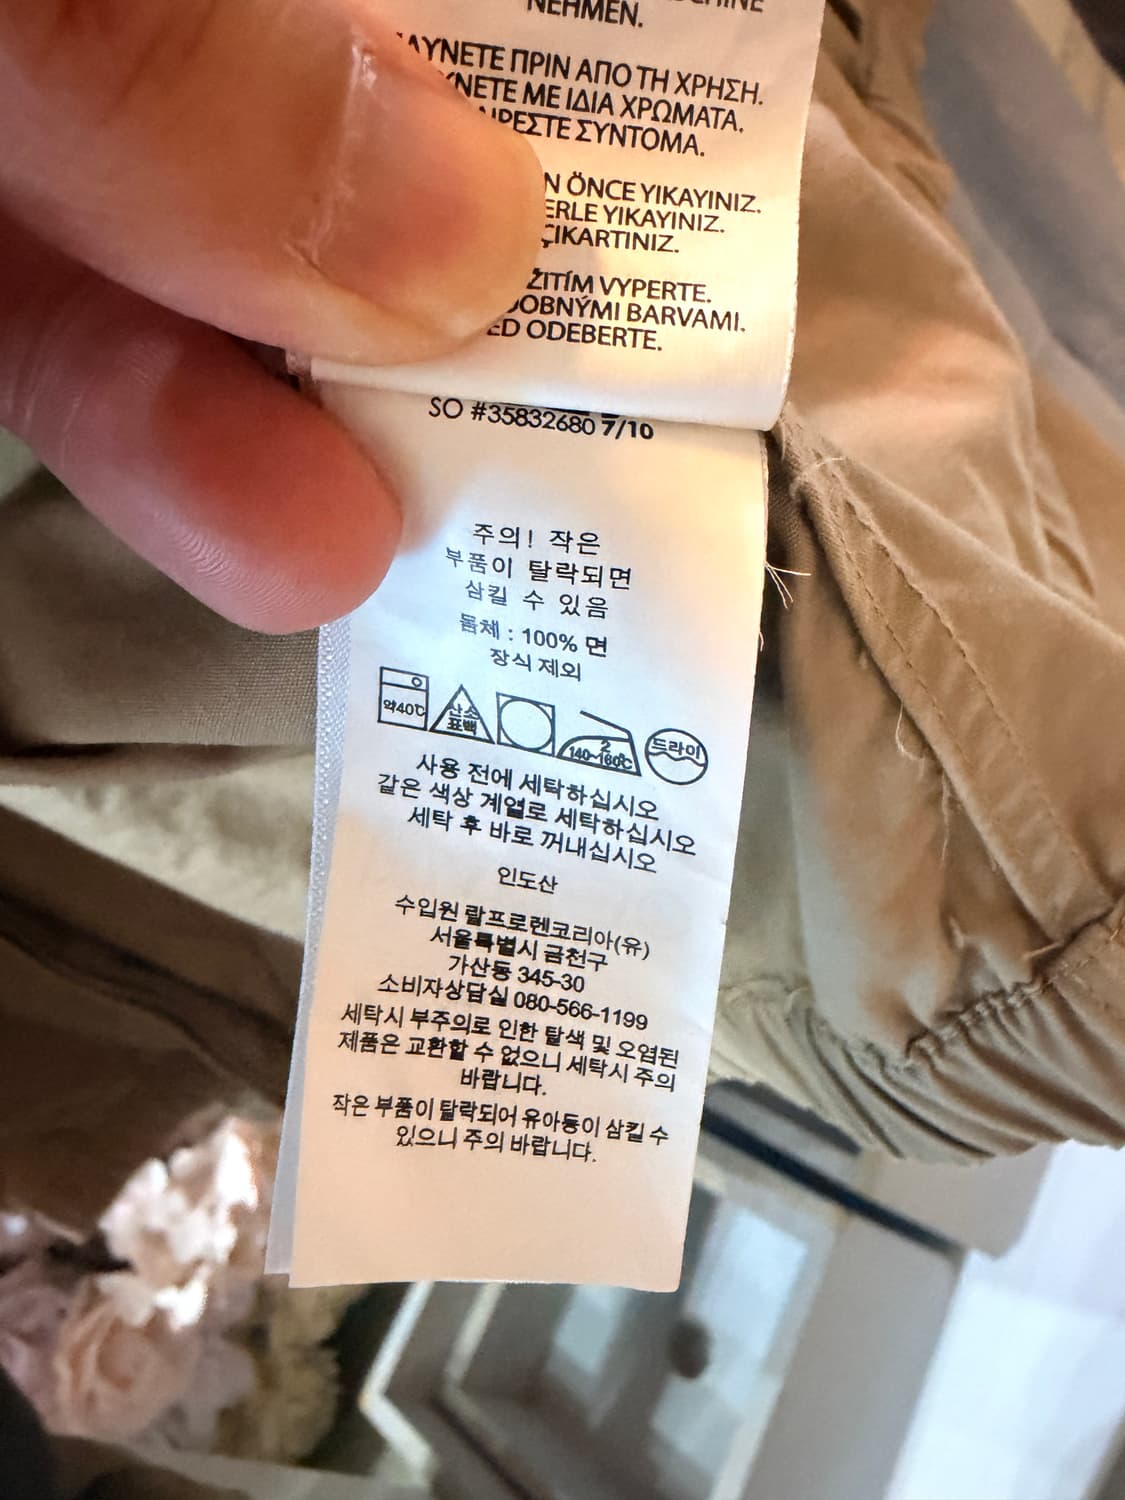 NEHMEN.
ΠΡΙΝ ΑΠΟ ΤΗ ΧΡΗΣΗ.
ΜΕ ΙΔΙΑ ΧΡΩΜΑΤΑ.
ΣΥΝΤΟΜΑ.
ÖNCE YIKAYINIZ.
YIKAYINIZ.
ÇIKARTINIZ.
VYPERTE.
BARVAMI.
ODEBERTE.
SO #35832680 7/10
주의! 작은
부품이 탈락되면
삼킬 수 있음
몸체 : 100% 면
장식 제외
약40℃
산소
표백
2
140~160℃
드라이
사용 전에 세탁하십시오
같은 색상 계열로 세탁하십시오
세탁 후 바로 꺼내십시오
인도산
수입원 랄프로렌코리아(유)
서울특별시 금천구
가산동 345-30
소비자상담실 080-566-1199
세탁시 부주의로 인한 탈색 및 오염된
제품은 교환할 수 없으니 세탁시 주의
바랍니다.
작은 부품이 탈락되어 유아등이 삼킬 수
있으니 주의 바랍니다.